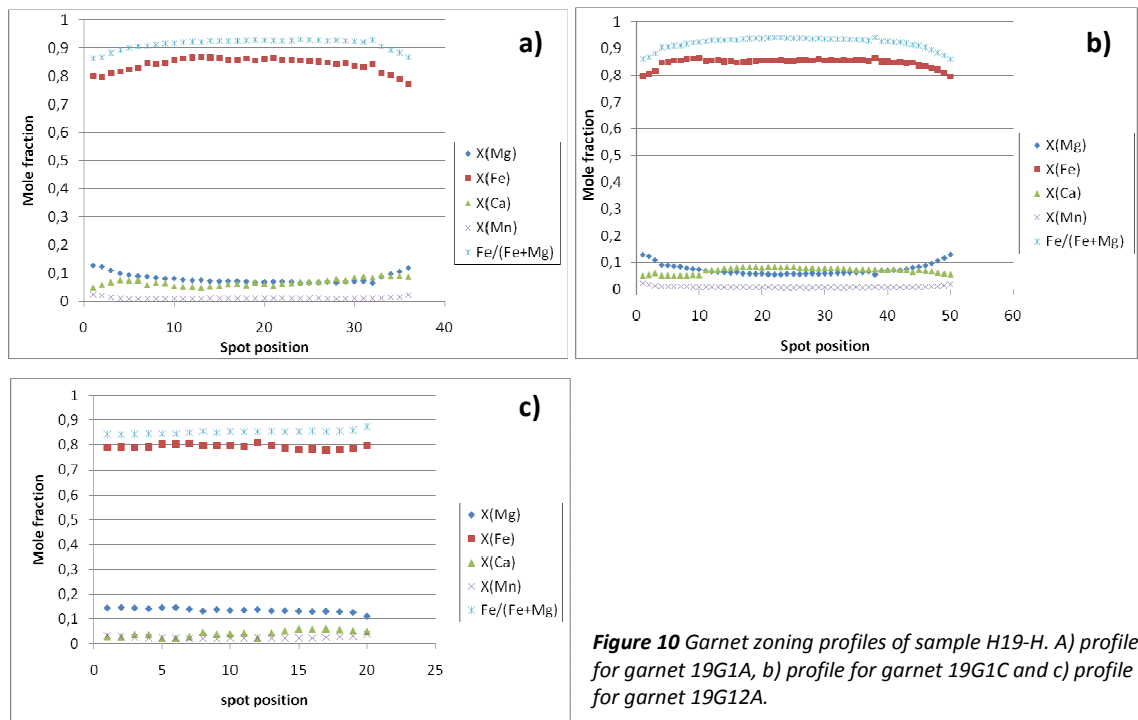 a)
1
0,9
0,8
0,7
0,6
0,5
0,4
0,3
0,2
0,1
0
Mole fraction
0 10 20 30 40
Spot position
X(Mg)
X(Fe)
X(Ca)
X(Mn)
Fe/(Fe+Mg)
b)
1
0,9
0,8
0,7
0,6
0,5
0,4
0,3
0,2
0,1
0
Mole fraction
0 10 20 30 40 50 60
Spot position
X(Mg)
X(Fe)
X(Ca)
X(Mn)
Fe/(Fe+Mg)
c)
1
0,9
0,8
0,7
0,6
0,5
0,4
0,3
0,2
0,1
0
Mole fraction
0 5 10 15 20 25
spot position
X(Mg)
X(Fe)
X(Ca)
X(Mn)
Fe/(Fe+Mg)
Figure 10 Garnet zoning profiles of sample H19-H. A) profile
for garnet 19G1A, b) profile for garnet 19G1C and c) profile
for garnet 19G12A.